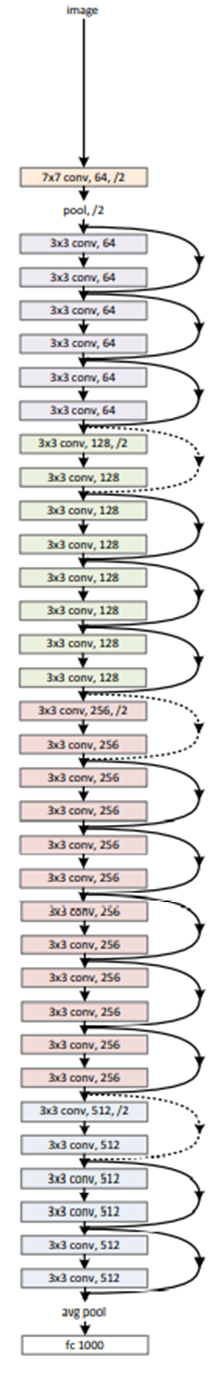 image
7x7 conv, 64, /2
pool, /2
3x3 conv, 64
3x3 conv, 64
3x3 conv, 64
3x3 conv, 64
3x3 conv, 64
3x3 conv, 64
3x3 conv, 128, /2
3x3 conv, 128
3x3 conv, 128
3x3 conv, 128
3x3 conv, 128
3x3 conv, 128
3x3 conv, 128
3x3 conv, 128
3x3 conv, 256, /2
3x3 conv, 256
3x3 conv, 256
3x3 conv, 256
3x3 conv, 256
3x3 conv, 256
3x3 conv, 256
3x3 conv, 256
3x3 conv, 256
3x3 conv, 256
3x3 conv, 256
3x3 conv, 256
3x3 conv, 512, /2
3x3 conv, 512
3x3 conv, 512
3x3 conv, 512
3x3 conv, 512
3x3 conv, 512
avg pool
fc 1000